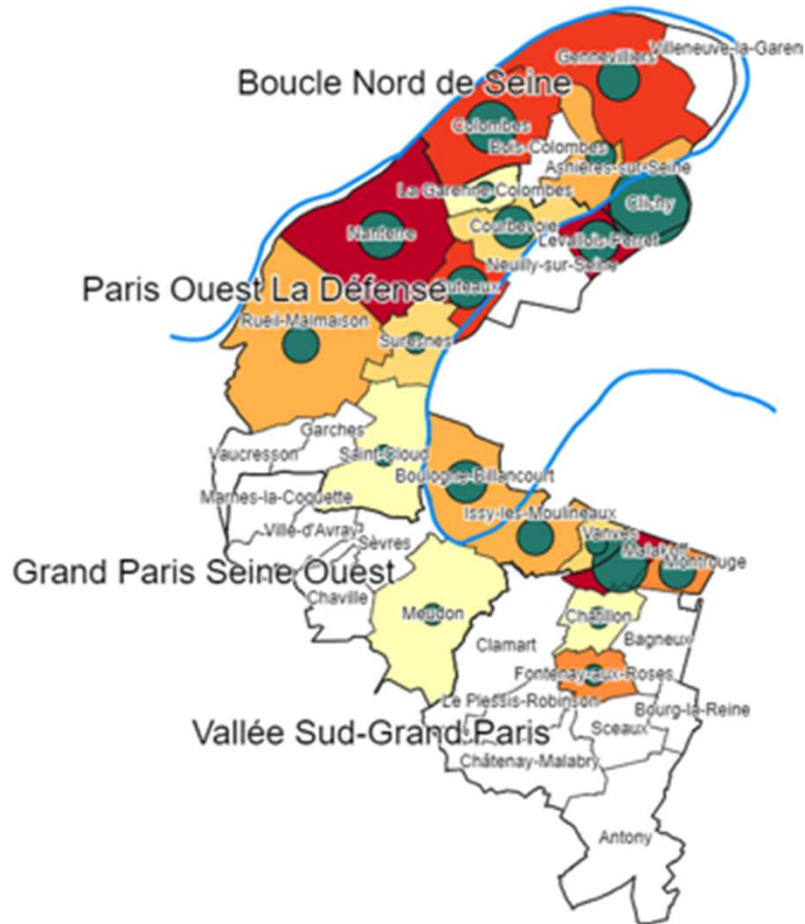 Villeneuve-la-Garen
Gennevilliers
Boucle Nord de Seine
Colombes
Bois-Colombes
Asnières-sur-Seine
La Garenne-Colombes
Clichy
Courbevoie
Nanterre
Levallois-Perret
Neuilly-sur-Seine
Paris Ouest La Défense
Puteaux
Rueil-Malmaison
Suresnes
Garches
Vaucresson
Saint-Cloud
Boulogne-Billancourt
Marnes-la-Coquette
Issy-les-Moulineaux
Ville-d'Avray
Vanves
Sèvres
Malakoff
Montrouge
Grand Paris Seine Ouest
Chaville
Meudon
Châtillon
Bagneux
Clamart
Fontenay-aux-Roses
Le Plessis-Robinson
Bourg-la-Reine
Vallée Sud-Grand Paris
Sceaux
Châtenay-Malabry
Antony